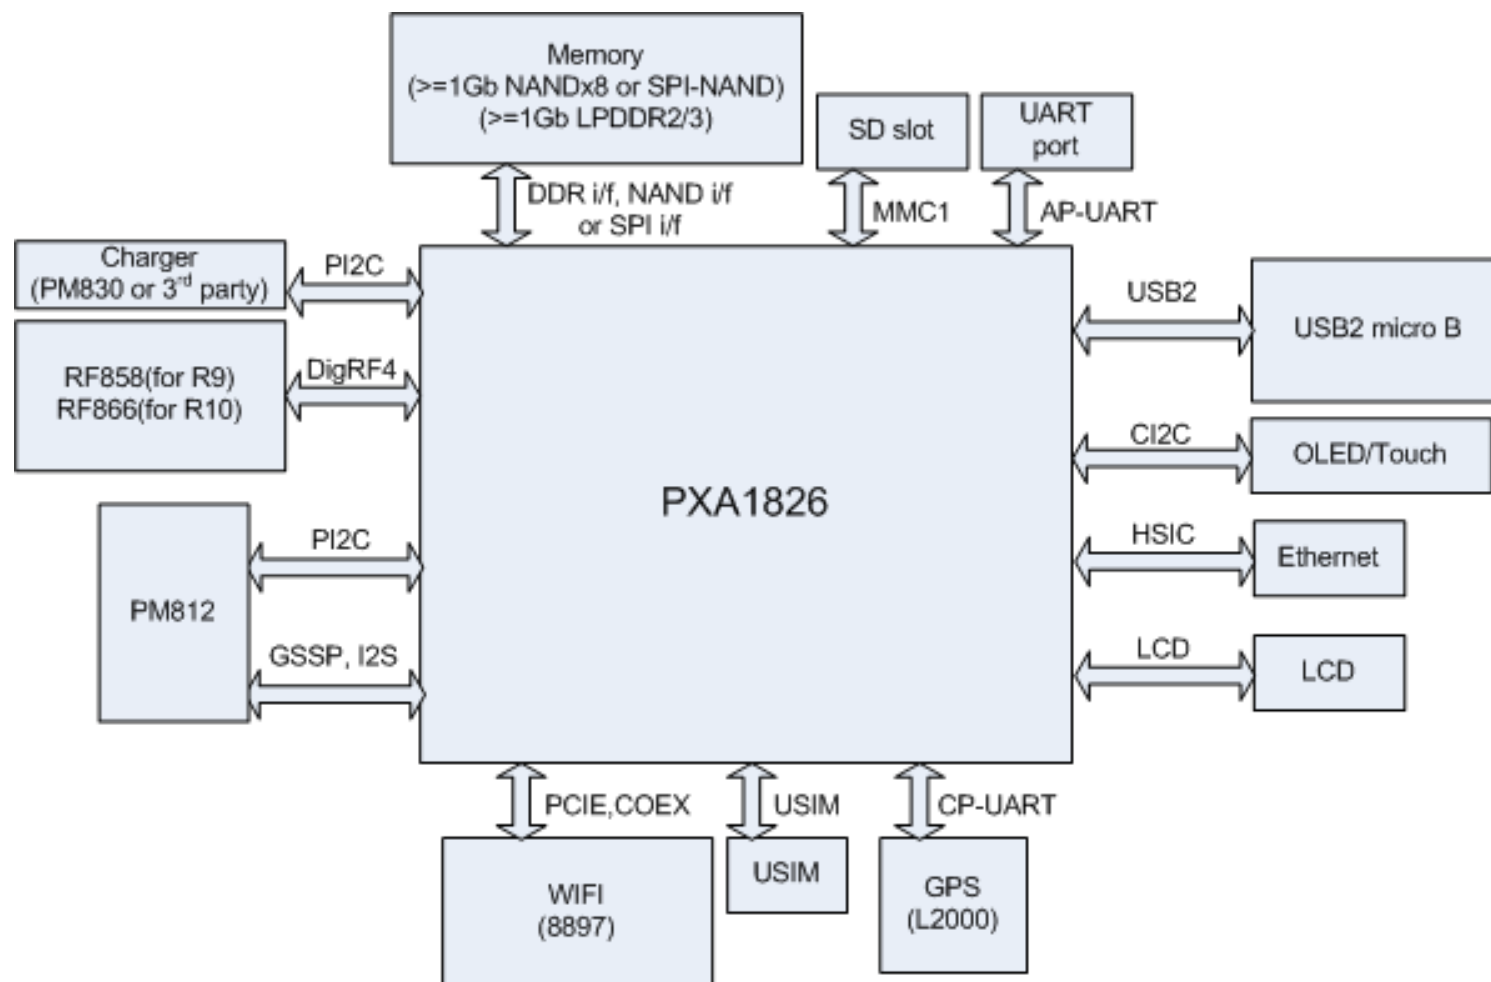 Memory
(>=1Gb NANDx8 or SPI-NAND)
(>=1Gb LPDDR2/3)
SD slot
UART
port
DDR i/f, NAND i/f
or SPI i/f
MMC1
AP-UART
Charger
(PM830 or 3rd party)
PI2C
USB2
USB2 micro B
RF858(for R9)
RF866(for R10)
DigRF4
CI2C
OLED/Touch
PXA1826
PI2C
HSIC
Ethernet
PM812
GSSP, I2S
LCD
LCD
PCIE,COEX
USIM
CP-UART
WIFI
(8897)
USIM
GPS
(L2000)